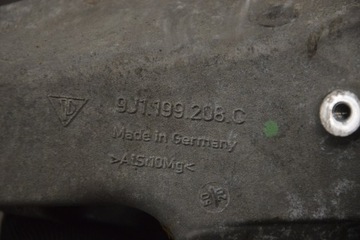 9J1.199.208.C
Made in Germany
>AlSi10Mg<